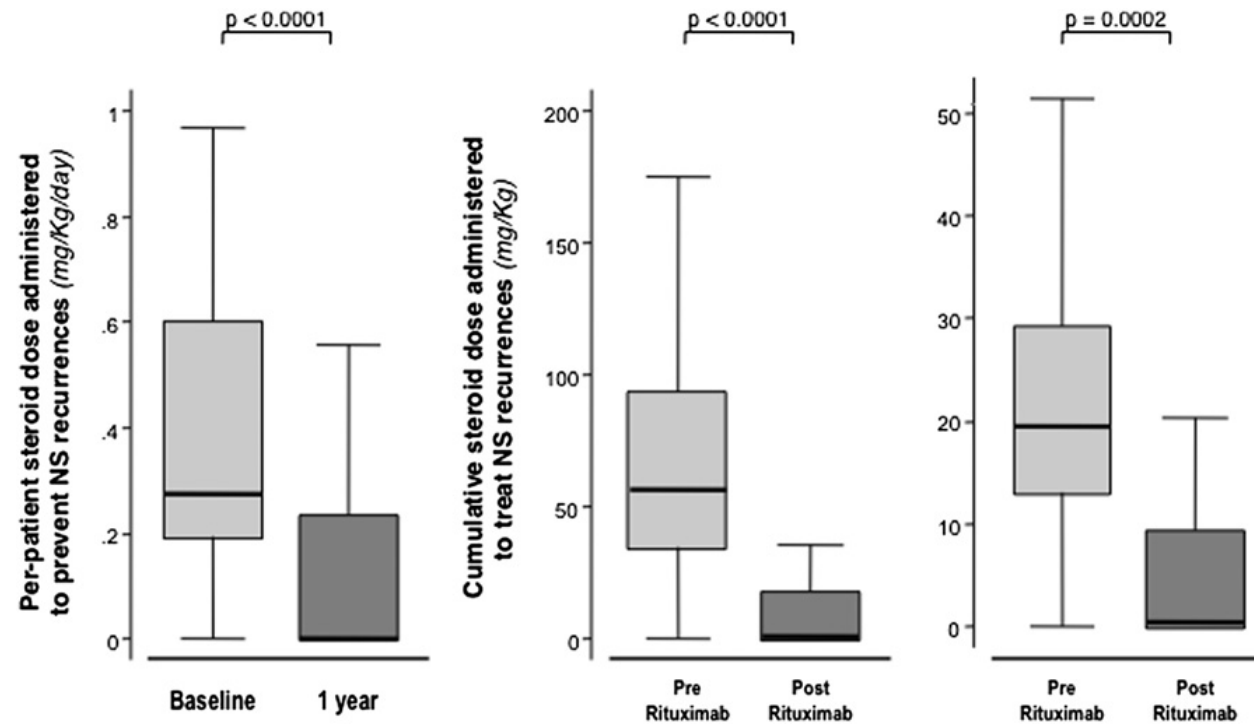 p < 0.0001
p < 0.0001
p = 0.0002
Per-patient steroid dose administered
to prevent NS recurrences (mg/Kg/day)
1
.8
.6
.4
.2
0
Baseline
1 year
Cumulative steroid dose administered
to treat NS recurrences (mg/Kg)
200
150
100
50
0
Pre
Rituximab
Post
Rituximab
50
40
30
20
10
0
Pre
Rituximab
Post
Rituximab